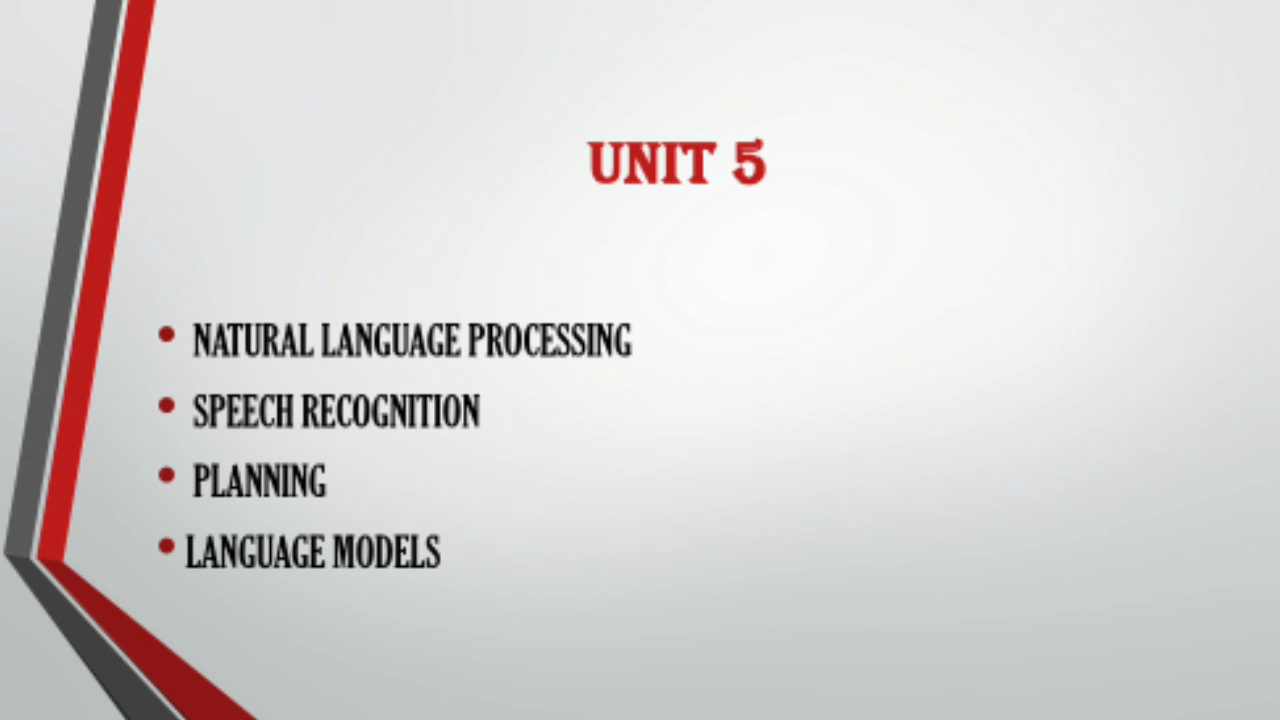 UNIT 5
• NATURAL LANGUAGE PROCESSING
• SPEECH RECOGNITION
• PLANNING
• LANGUAGE MODELS